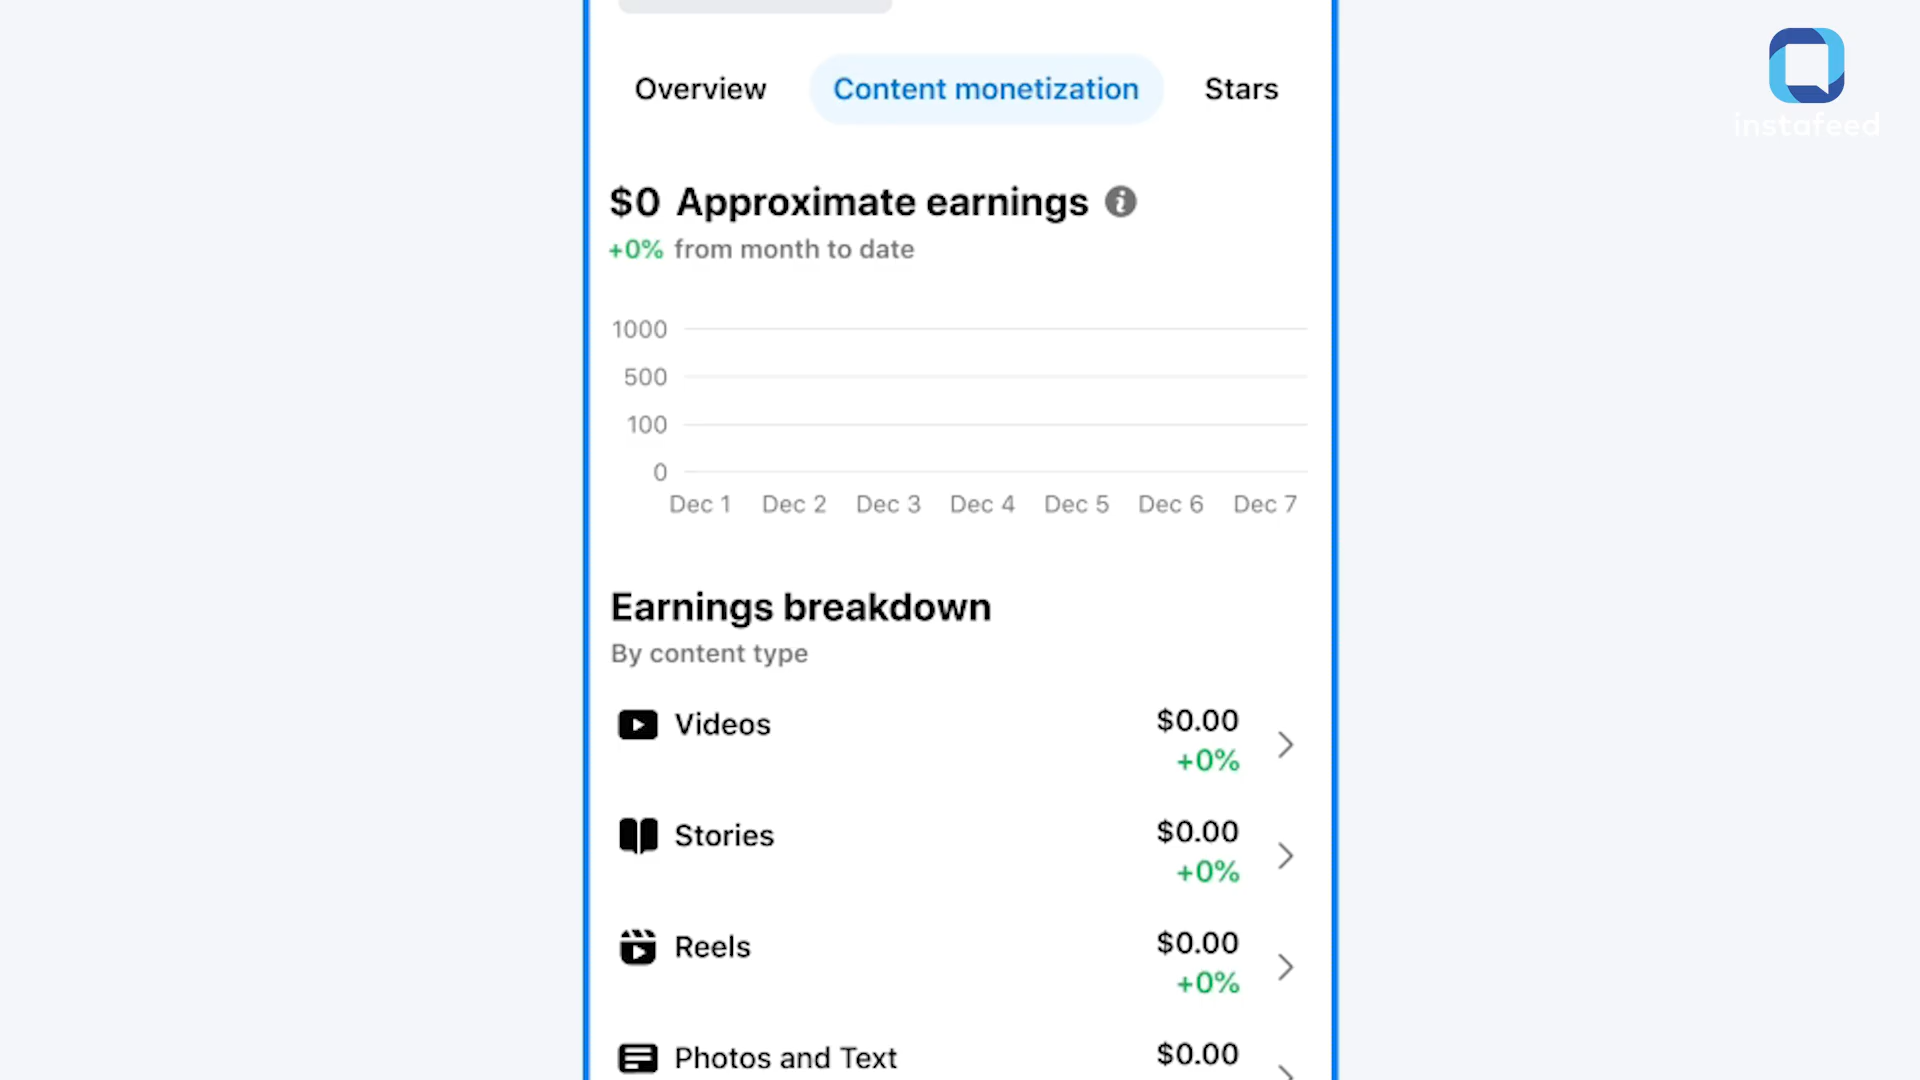 Overview Content monetization Stars
instafeed
$0 Approximate earnings
+0% from month to date
1000
500
100
0
Dec 1 Dec 2 Dec 3 Dec 4 Dec 5 Dec 6 Dec 7
Earnings breakdown
By content type
Videos $0.00
+0%
Stories $0.00
+0%
Reels $0.00
+0%
Photos and Text $0.00